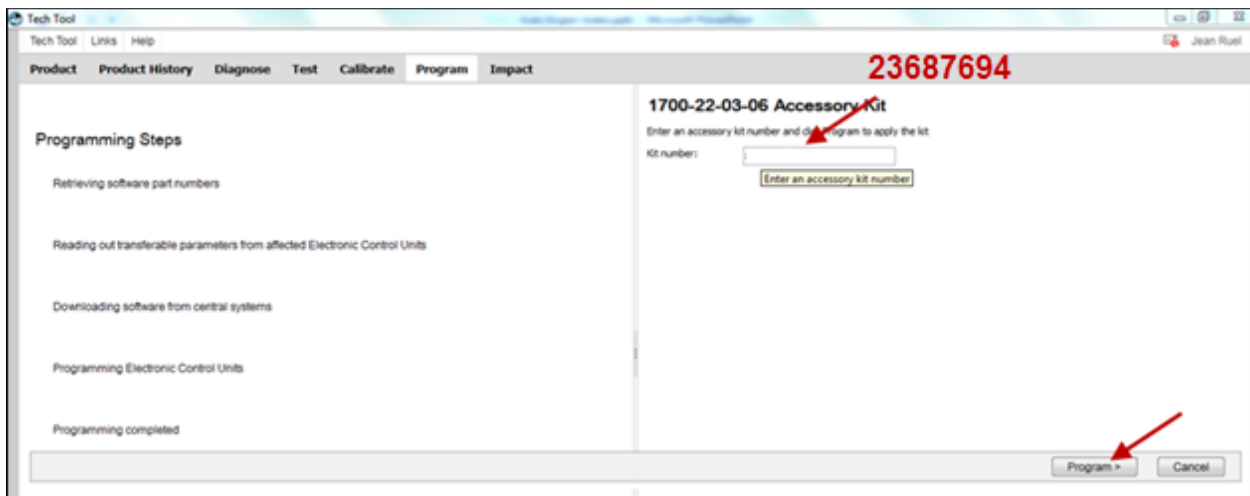 Tech Tool
Tech Tool Links Help Jean Ruel
Product Product History Diagnose Test Calibrate Program Impact
23687694
1700-22-03-06 Accessory Kit
Enter an accessory kit number and click Program to apply the kit
Kit number:
Enter an accessory kit number
Programming Steps
Retrieving software part numbers
Reading out transferable parameters from affected Electronic Control Units
Downloading software from central systems
Programming Electronic Control Units
Programming completed
Program > Cancel